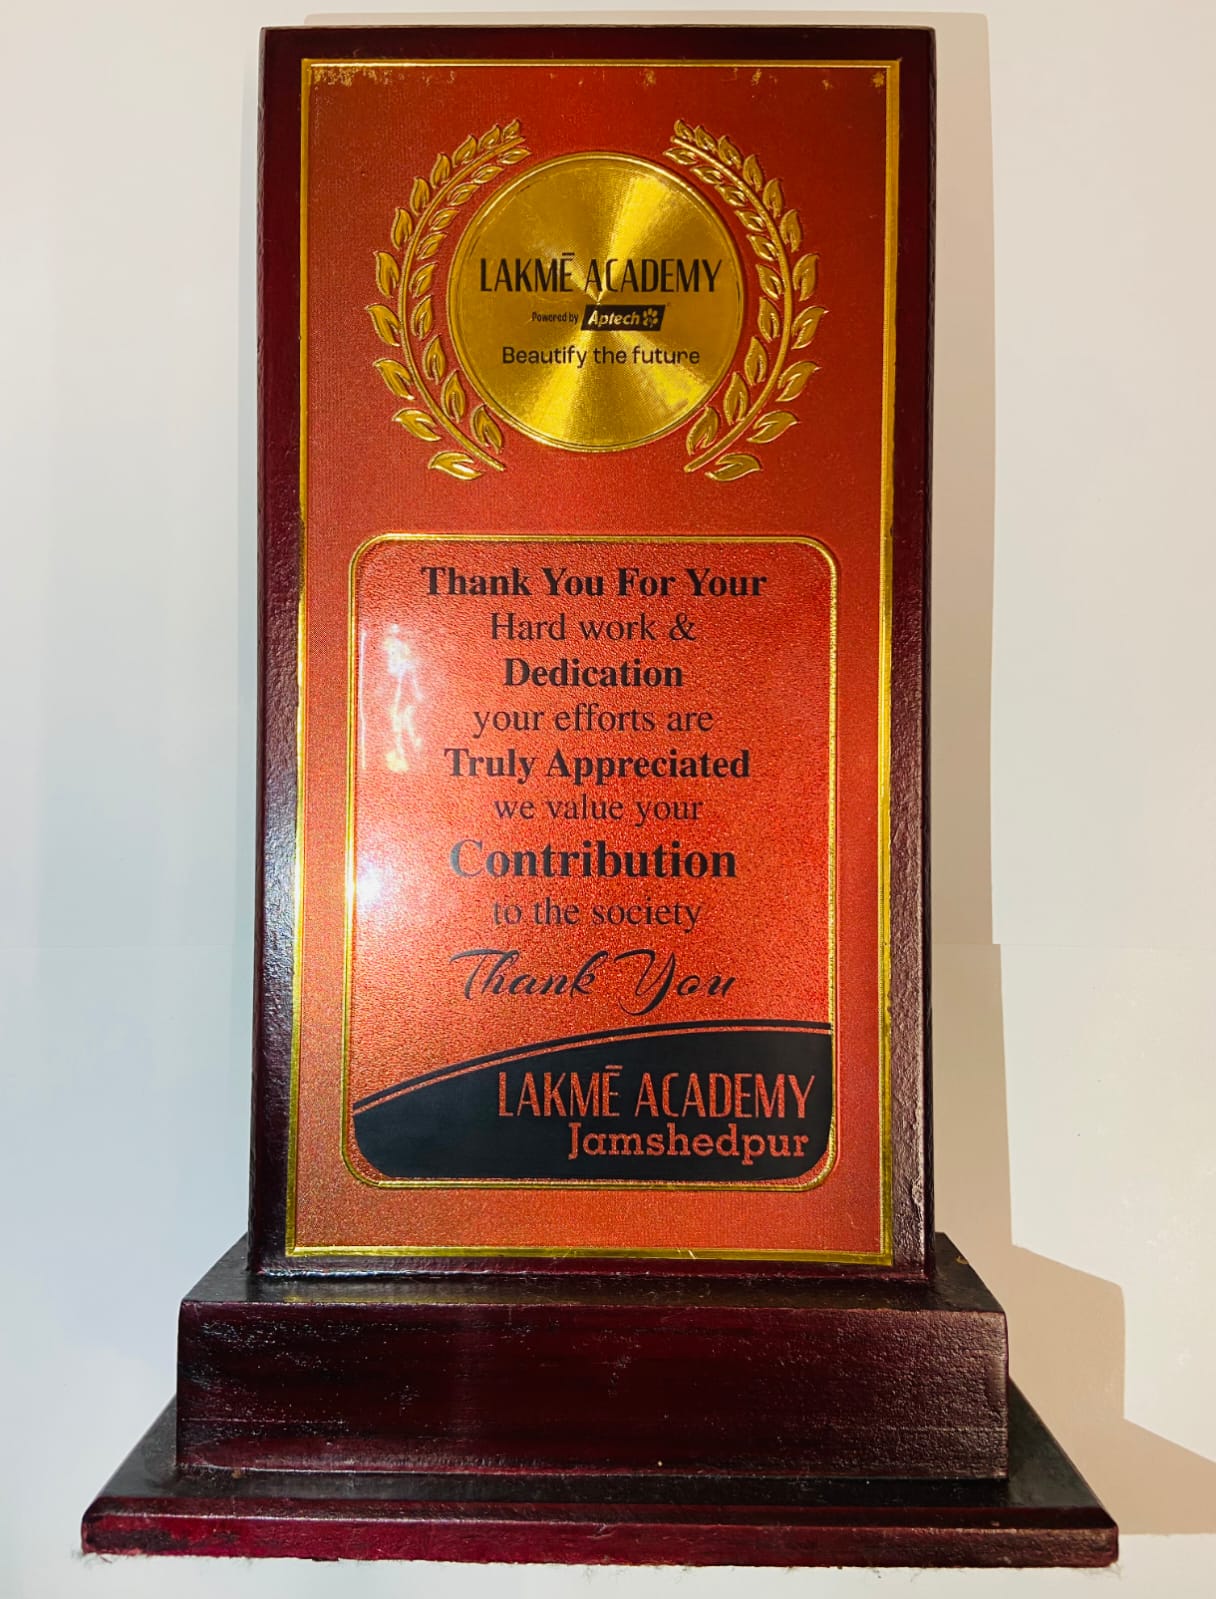 LAKMĒ ACADEMY
Powered by Aptech
Beautify the future
Thank You For Your
Hard work &
Dedication
your efforts are
Truly Appreciated
we value your
Contribution
to the society
Thank You
LAKMĒ ACADEMY
Jamshedpur